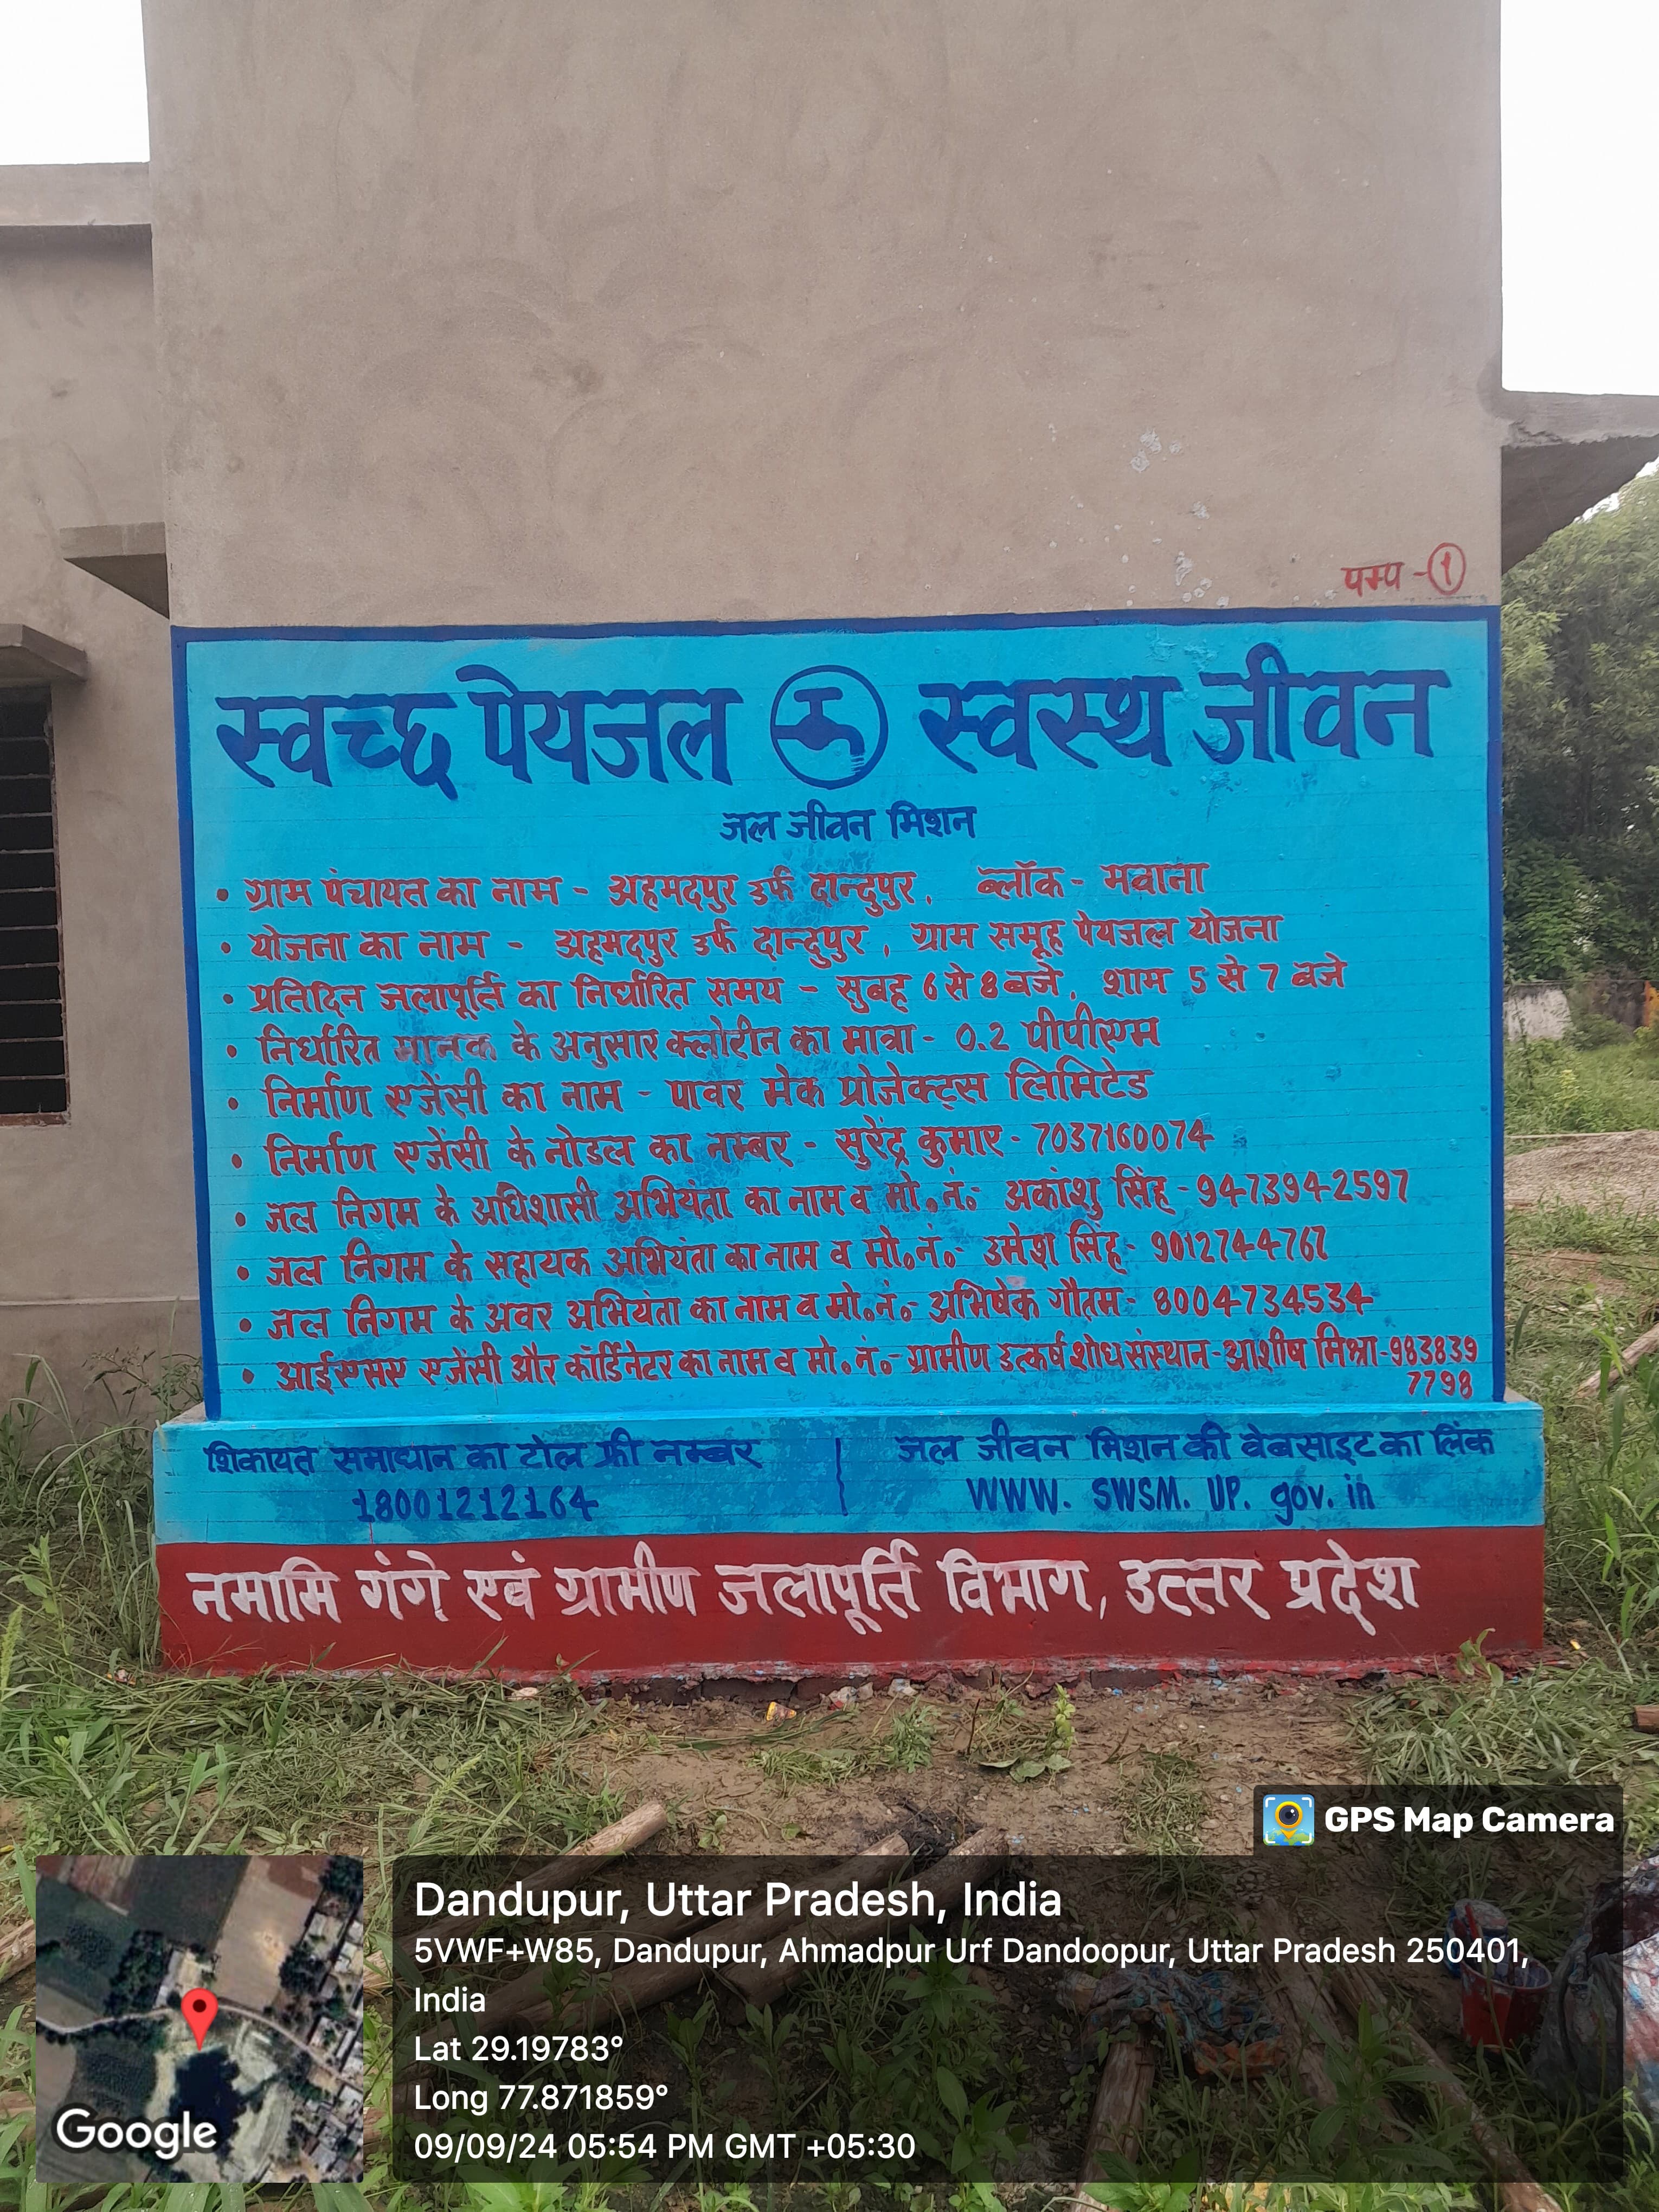 पम्प - 1
स्वच्छ पेयजल स्वस्थ जीवन
जल जीवन मिशन
• ग्राम पंचायत का नाम - अहमदपुर उर्फ दान्दुपुर, ब्लॉक - मवाना
• योजना का नाम - अहमदपुर उर्फ दान्दुपुर, ग्राम समूह पेयजल योजना
• प्रतिदिन जलापूर्ति का निर्धारित समय - सुबह 6 से 8 बजे, शाम 5 से 7 बजे
• निर्धारित मानक के अनुसार क्लोरीन का मात्रा - 0.2 पीपीएम
• निर्माण एजेंसी का नाम - पावर मेक प्रोजेक्ट्स लिमिटेड
• निर्माण एजेंसी के नोडल का नम्बर - सुरेंद्र कुमार - 7037160074
• जल निगम के अधिशासी अभियंता का नाम व मो॰ नं॰ - अकांशु सिंह - 9473942597
• जल निगम के सहायक अभियंता का नाम व मो॰ नं॰ - उमेश सिंह - 9012744767
• जल निगम के अवर अभियंता का नाम व मो॰ नं॰ - अभिषेक गौतम - 8004734534
• आईएसए एजेंसी और कॉर्डिनेटर का नाम व मो॰ नं॰ - ग्रामीण उत्कर्ष शोध संस्थान - आशीष मिश्रा - 983839
7798
शिकायत समाधान का टोल फ्री नम्बर
18001212164
जल जीवन मिशन की वेबसाइट का लिंक
WWW. SWSM. UP. gov. in
नमामि गंगे एवं ग्रामीण जलापूर्ति विभाग, उत्तर प्रदेश
GPS Map Camera
Dandupur, Uttar Pradesh, India
5VWF+W85, Dandupur, Ahmadpur Urf Dandoopur, Uttar Pradesh 250401,
India
Lat 29.19783°
Long 77.871859°
09/09/24 05:54 PM GMT +05:30
Google